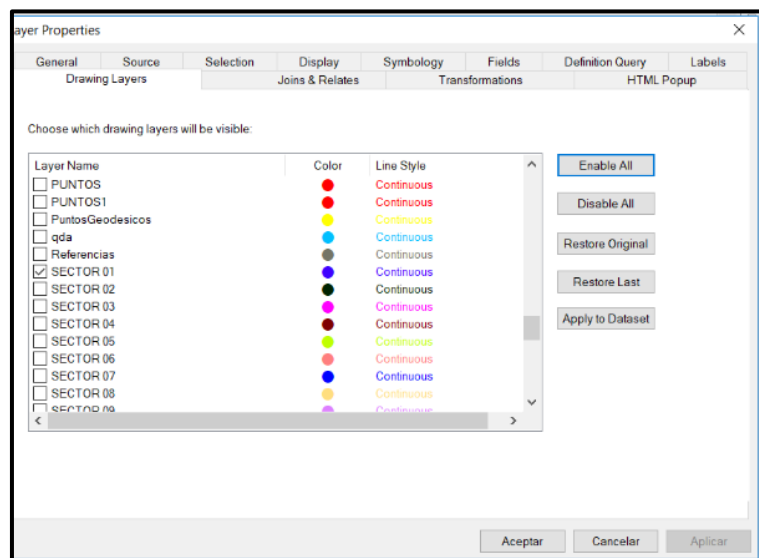 ayer Properties
General Source Selection Display Symbology Fields Definition Query Labels
Drawing Layers Joins & Relates Transformations HTML Popup
Choose which drawing layers will be visible:
Layer Name Color Line Style
PUNTOS Continuous
PUNTOS1 Continuous
PuntosGeodesicos Continuous
qda Continuous
Referencias Continuous
SECTOR 01 Continuous
SECTOR 02 Continuous
SECTOR 03 Continuous
SECTOR 04 Continuous
SECTOR 05 Continuous
SECTOR 06 Continuous
SECTOR 07 Continuous
SECTOR 08 Continuous
SECTOR 09 Continuous
Enable All
Disable All
Restore Original
Restore Last
Apply to Dataset
Aceptar Cancelar Aplicar